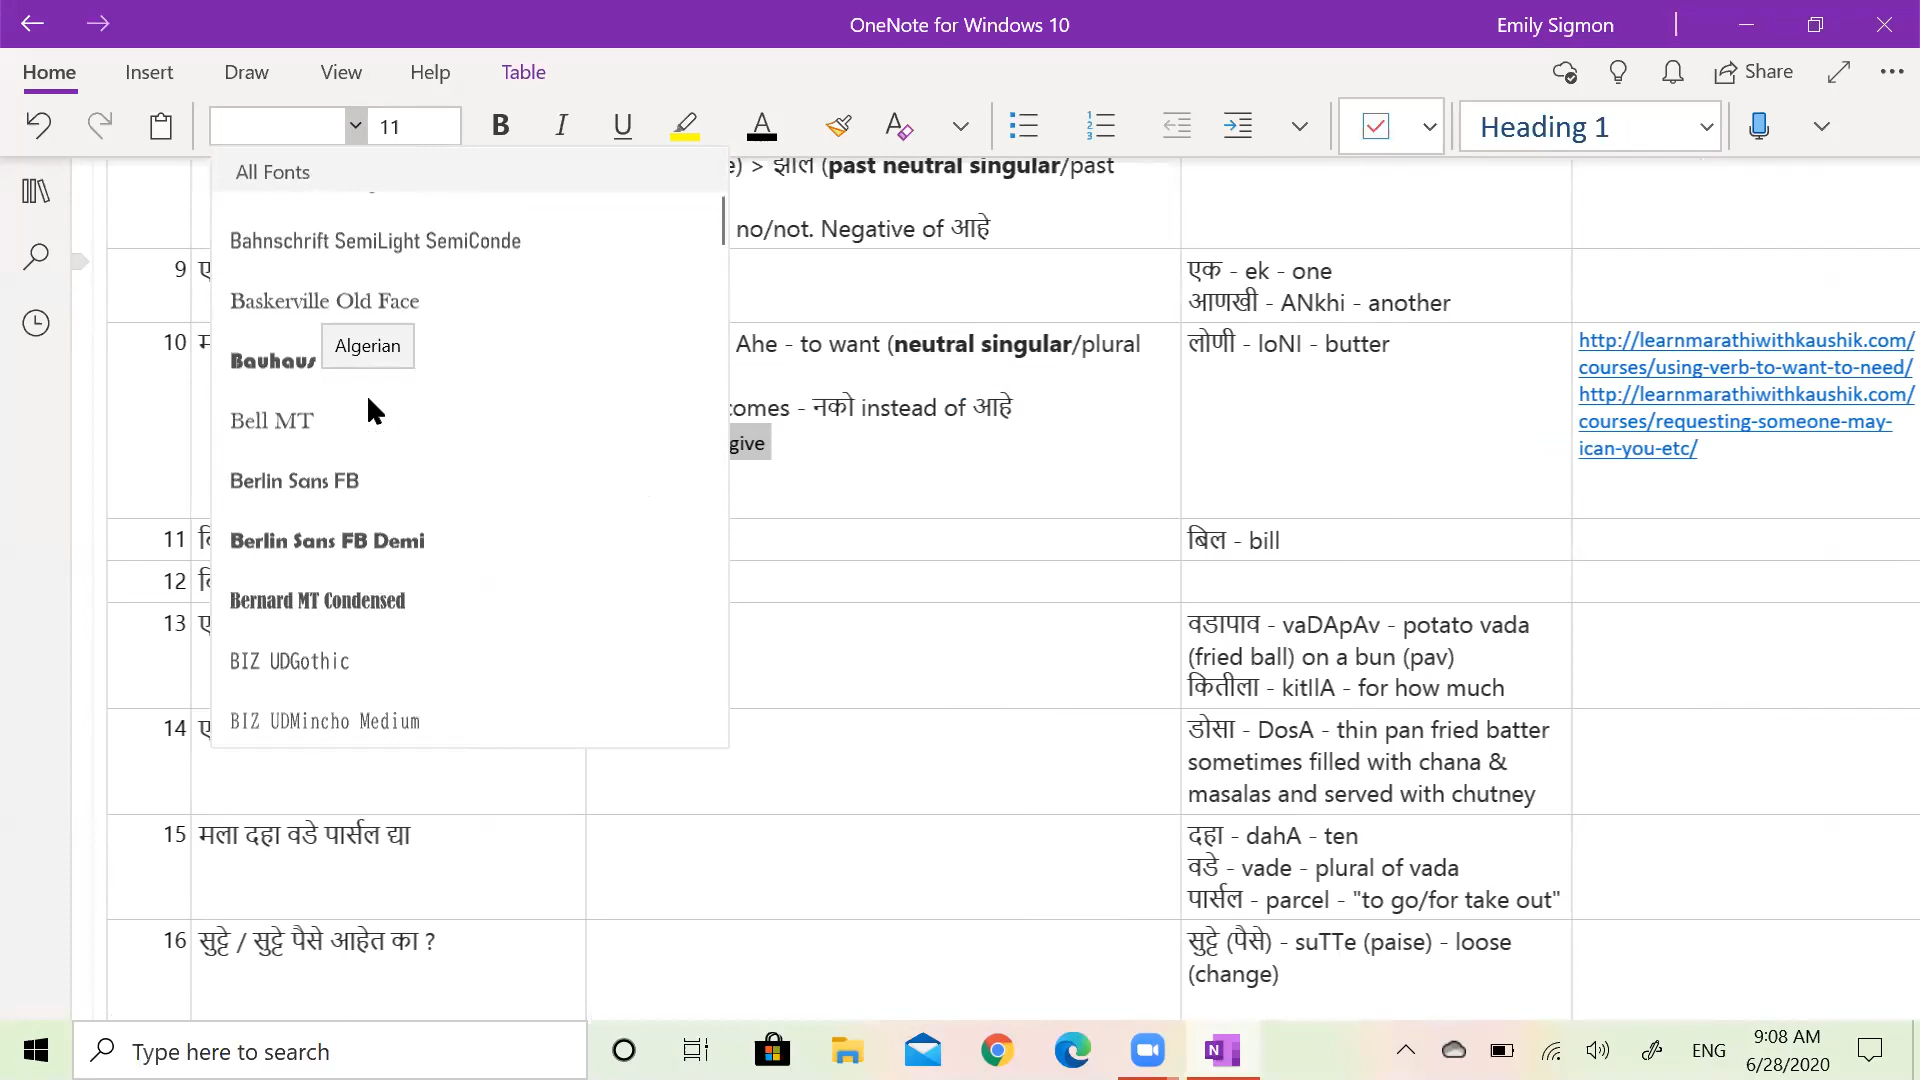 OneNote for Windows 10
Emily Sigmon
Home Insert Draw View Help Table
Share
11
Heading 1
All Fonts
Bahnschrift SemiLight SemiConde
Baskerville Old Face
Bauhaus
Algerian
Bell MT
Berlin Sans FB
Berlin Sans FB Demi
Bernard MT Condensed
BIZ UDGothic
BIZ UDMincho Medium
> झाल (past neutral singular/past
no/not. Negative of आहे
9
एक - ek - one
आणखी - ANkhi - another
10
Ahe - to want (neutral singular/plural
comes - नको instead of आहे
give
लोणी - loNI - butter
http://learnmarathiwithkaushik.com/
courses/using-verb-to-want-to-need/
http://learnmarathiwithkaushik.com/
courses/requesting-someone-may-
ican-you-etc/
11
बिल - bill
12
13
वडापाव - vaDApAv - potato vada
(fried ball) on a bun (pav)
कितीला - kitIlA - for how much
14
डोसा - DosA - thin pan fried batter
sometimes filled with chana &
masalas and served with chutney
15 मला दहा वडे पार्सल द्या
दहा - dahA - ten
वडे - vade - plural of vada
पार्सल - parcel - "to go/for take out"
16 सुट्टे / सुट्टे पैसे आहेत का ?
सुट्टे (पैसे) - suTTe (paise) - loose
(change)
Type here to search
ENG
9:08 AM
6/28/2020